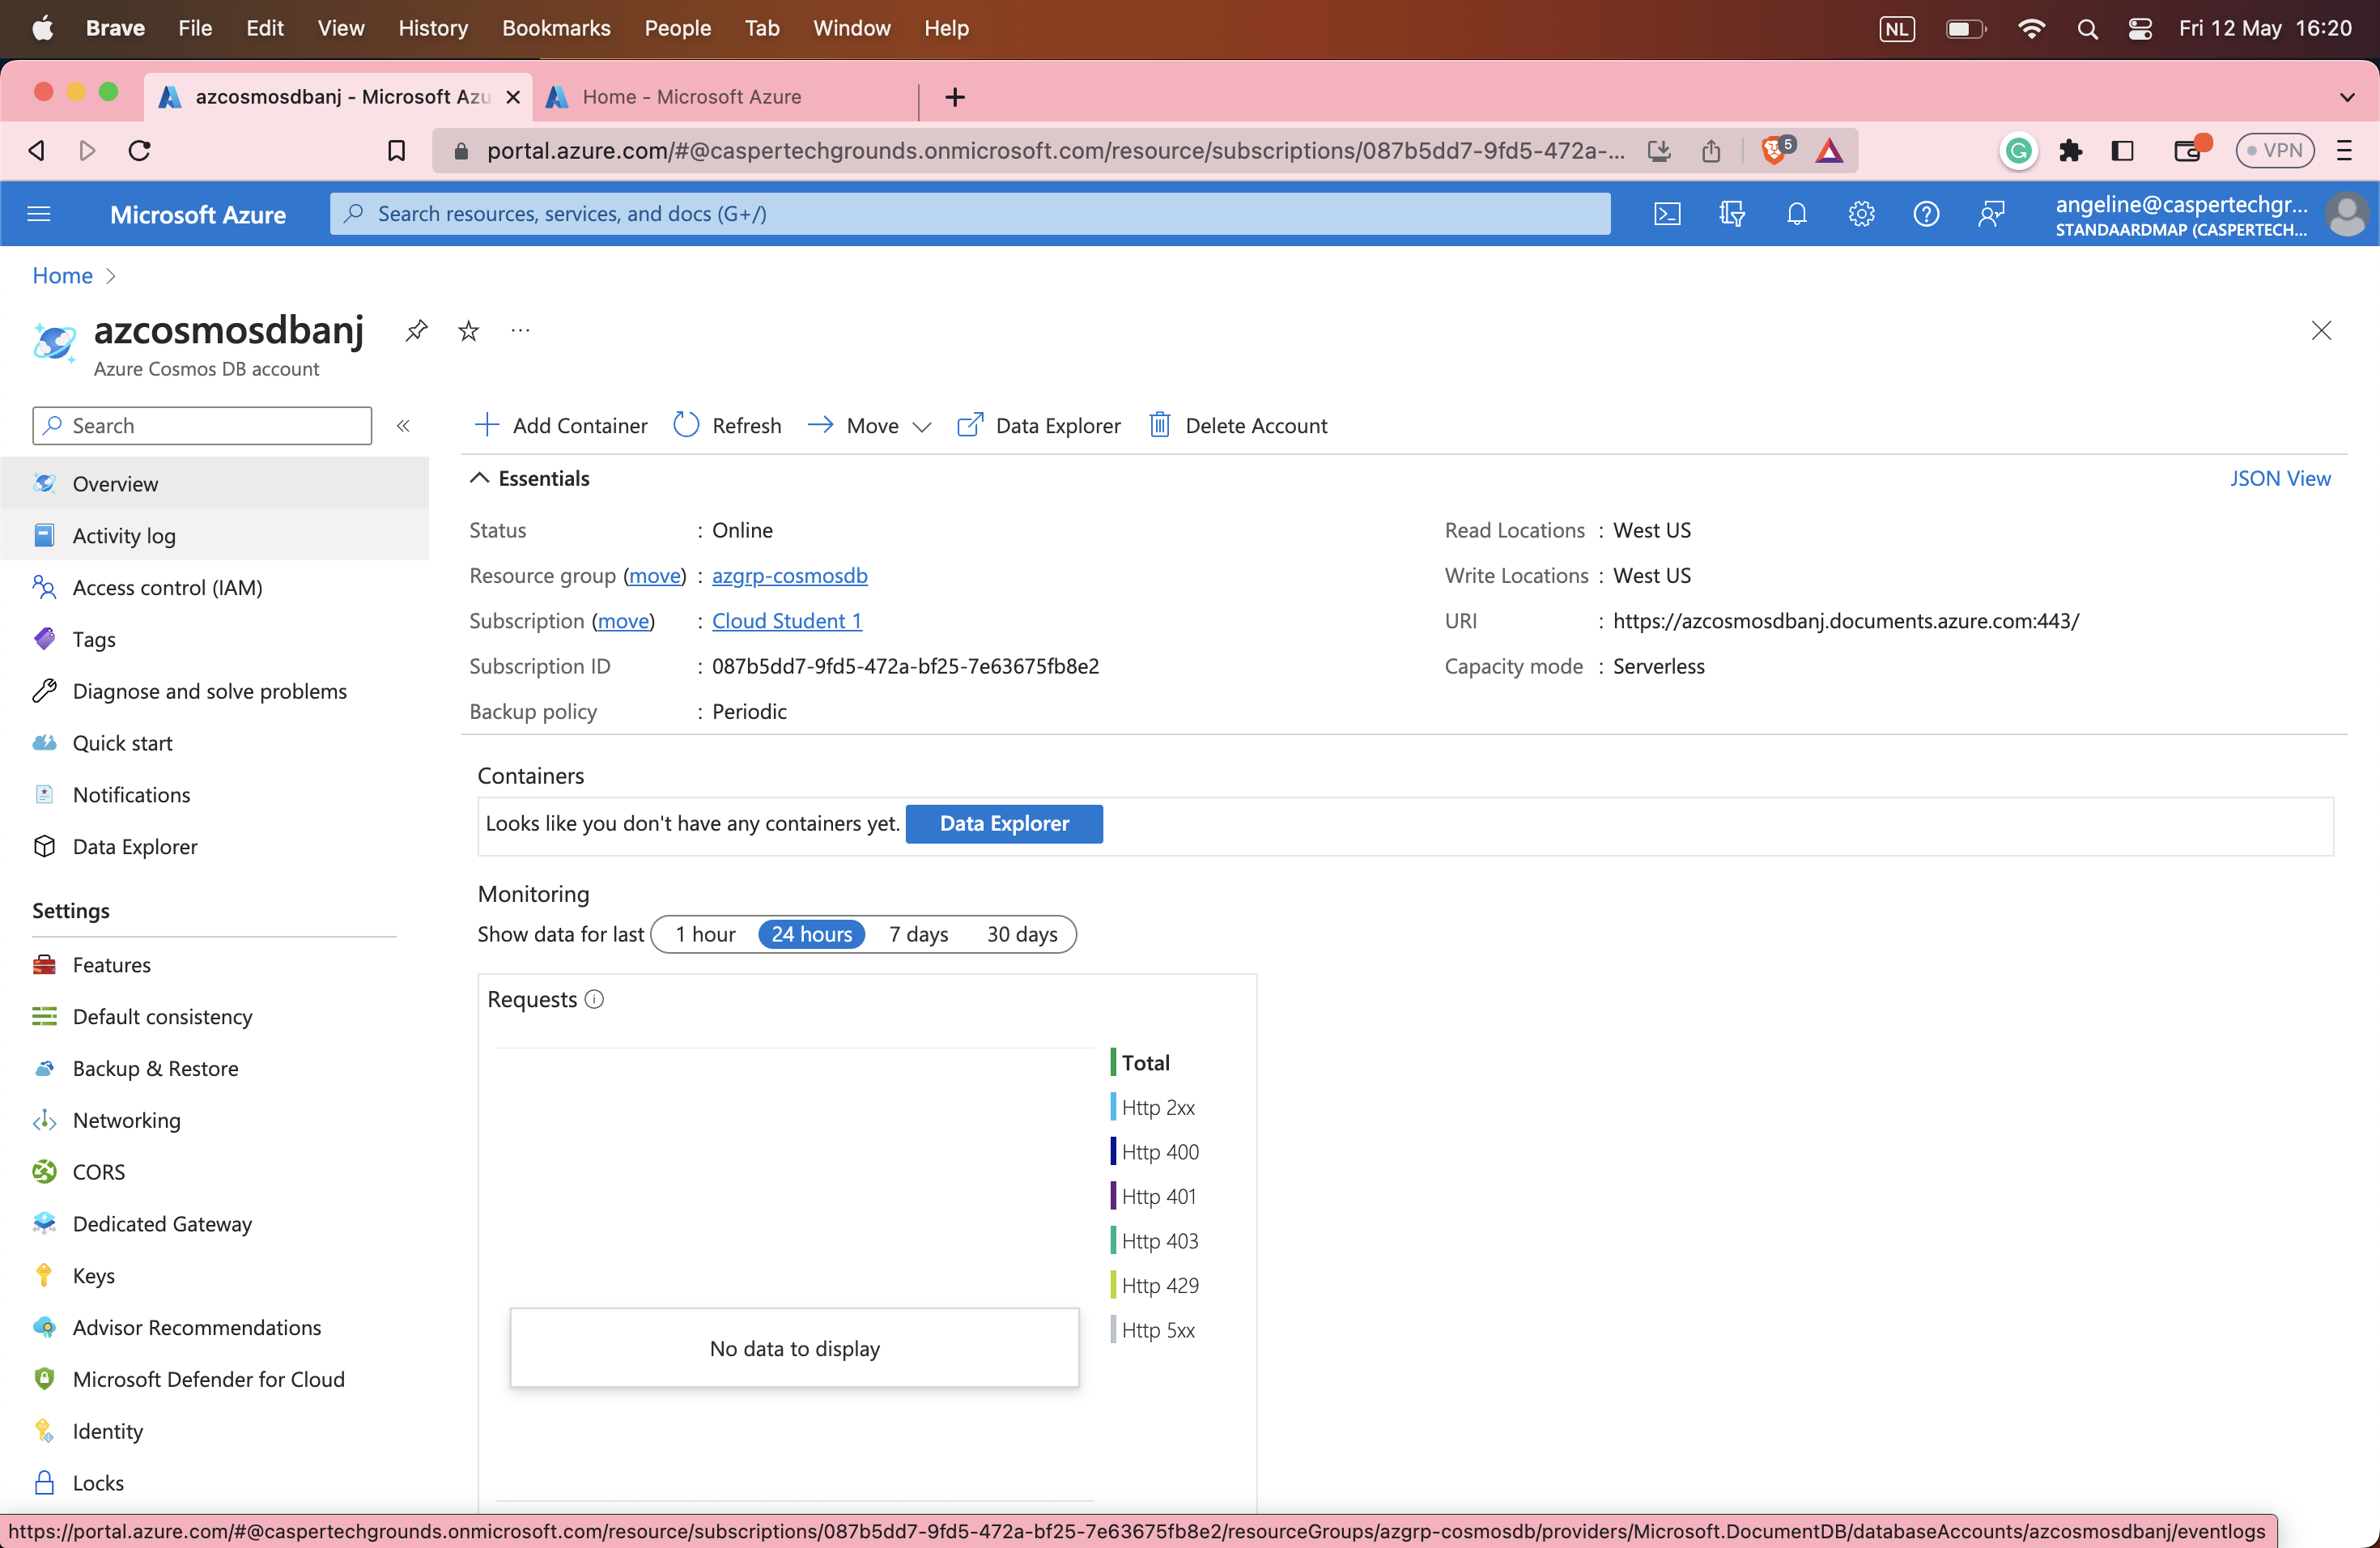 Brave File Edit View History Bookmarks People Tab Window Help NL Fri 12 May 16:20
azcosmosdbanj - Microsoft Azu Home - Microsoft Azure
portal.azure.com/#@caspertechgrounds.onmicrosoft.com/resource/subscriptions/087b5dd7-9fd5-472a-... 5 VPN
Microsoft Azure Search resources, services, and docs (G+/) angeline@caspertechgr...
STANDAARDMAP (CASPERTECH...
Home
azcosmosdbanj ...
Azure Cosmos DB account
Search « Add Container Refresh Move Data Explorer Delete Account
Overview
Activity log
Access control (IAM)
Tags
Diagnose and solve problems
Quick start
Notifications
Data Explorer
Settings
Features
Default consistency
Backup & Restore
Networking
CORS
Dedicated Gateway
Keys
Advisor Recommendations
Microsoft Defender for Cloud
Identity
Locks
Essentials JSON View
Status : Online
Resource group (move) : azgrp-cosmosdb
Subscription (move) : Cloud Student 1
Subscription ID : 087b5dd7-9fd5-472a-bf25-7e63675fb8e2
Backup policy : Periodic
Read Locations : West US
Write Locations : West US
URI : https://azcosmosdbanj.documents.azure.com:443/
Capacity mode : Serverless
Containers
Looks like you don't have any containers yet. Data Explorer
Monitoring
Show data for last 1 hour 24 hours 7 days 30 days
Requests
Total
Http 2xx
Http 400
Http 401
Http 403
Http 429
Http 5xx
No data to display
https://portal.azure.com/#@caspertechgrounds.onmicrosoft.com/resource/subscriptions/087b5dd7-9fd5-472a-bf25-7e63675fb8e2/resourceGroups/azgrp-cosmosdb/providers/Microsoft.DocumentDB/databaseAccounts/azcosmosdbanj/eventlogs